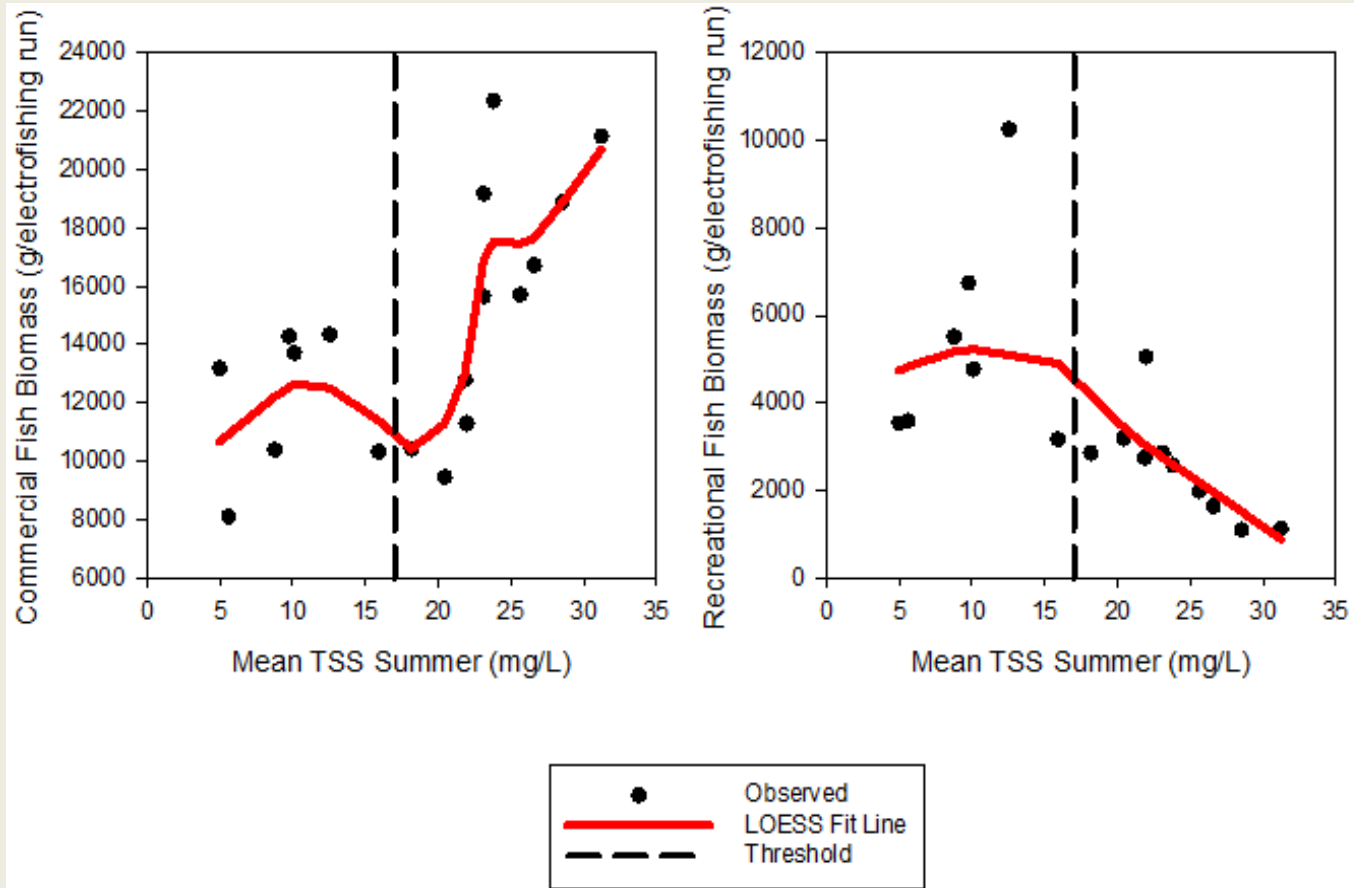 Commercial Fish Biomass (g/electrofishing run)
24000
22000
20000
18000
16000
14000
12000
10000
8000
6000
0 5 10 15 20 25 30 35
Mean TSS Summer (mg/L)
Recreational Fish Biomass (g/electrofishing run)
12000
10000
8000
6000
4000
2000
0
0 5 10 15 20 25 30 35
Mean TSS Summer (mg/L)
Observed
LOESS Fit Line
Threshold